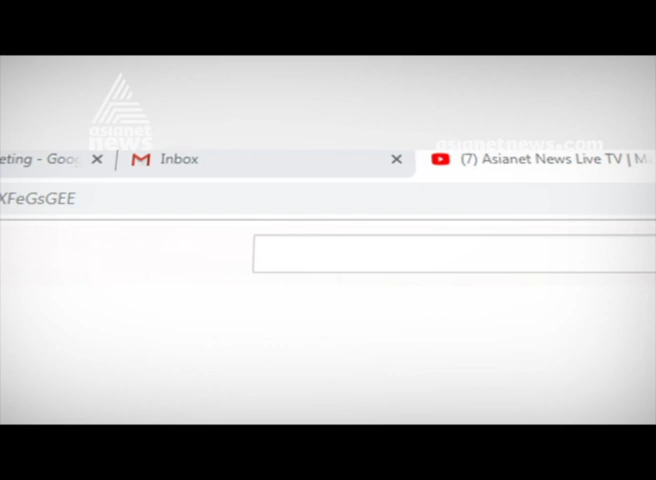 asianet
news
asianetnews.com
eting - Goog
Inbox
(7) Asianet News Live TV | M
XFeGsGEE